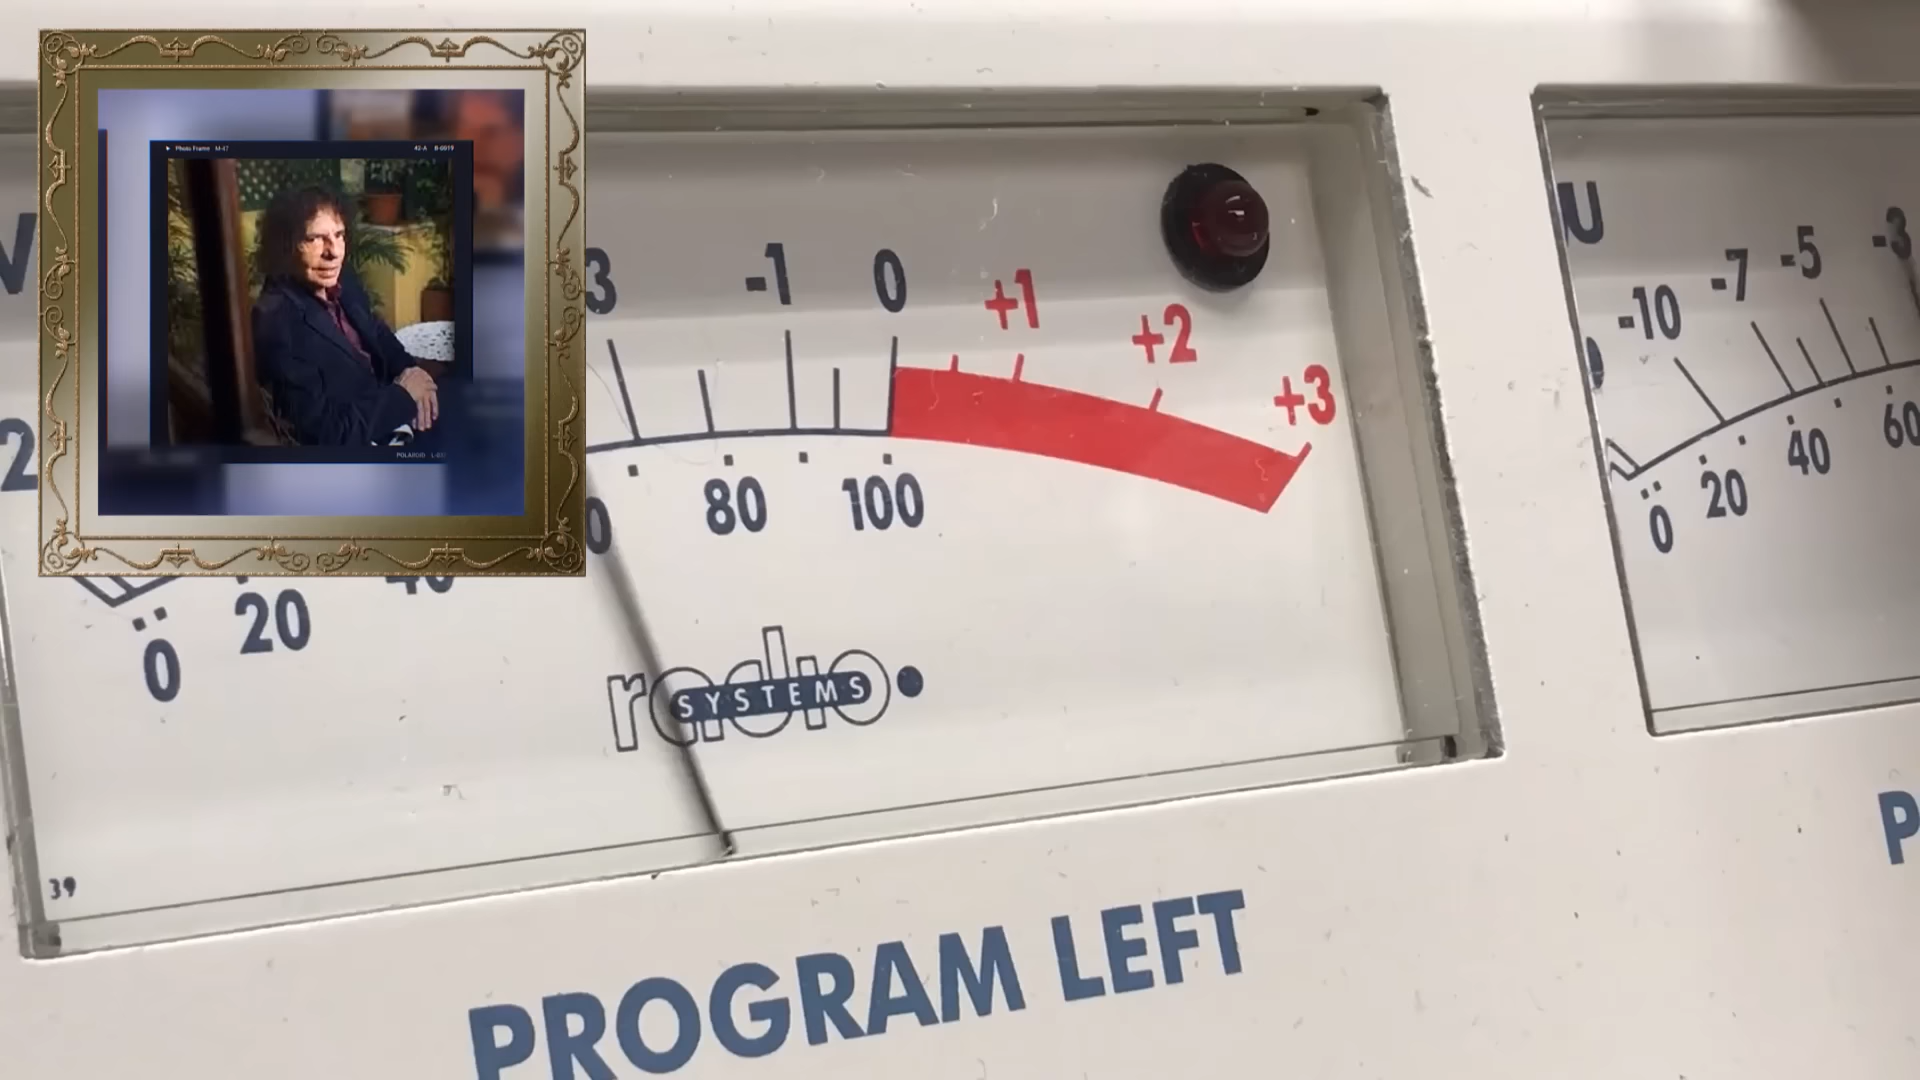 Photo Frame M-47 42-A B-0019
POLAROID
V
3 -1 0 +1 +2 +3
2
0 20 40 80 100
radio
SYSTEMS
39
PROGRAM LEFT
U
-10 -7 -5 -3
0 20 40 60
P